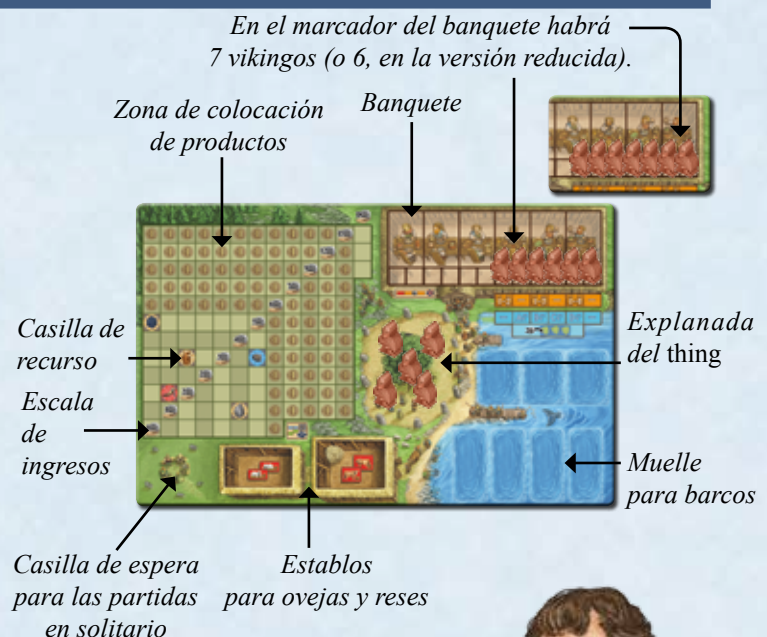 En el marcador del banquete habrá
7 vikingos (o 6, en la versión reducida).
Zona de colocación
de productos
Banquete
Casilla de
recurso
Explanada
del thing
Escala
de
ingresos
Muelle
para barcos
Casilla de espera
para las partidas
en solitario
Establos
para ovejas y reses